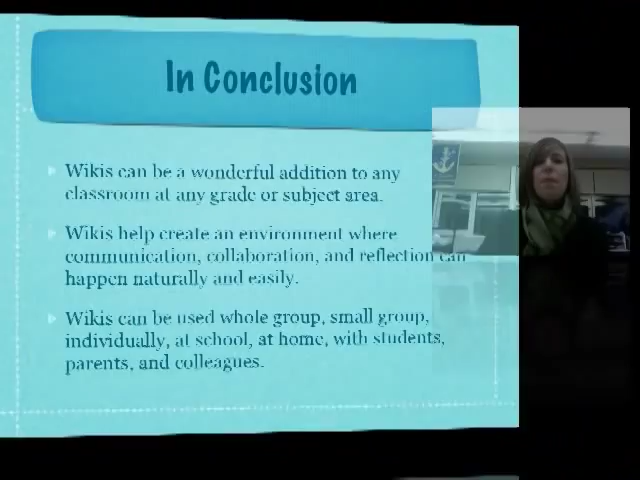 In Conclusion
Wikis can be a wonderful addition to any
classroom at any grade or subject area.
Wikis help create an environment where
communication, collaboration, and reflection can
happen naturally and easily.
Wikis can be used whole group, small group,
individually, at school, at home, with students,
parents, and colleagues.